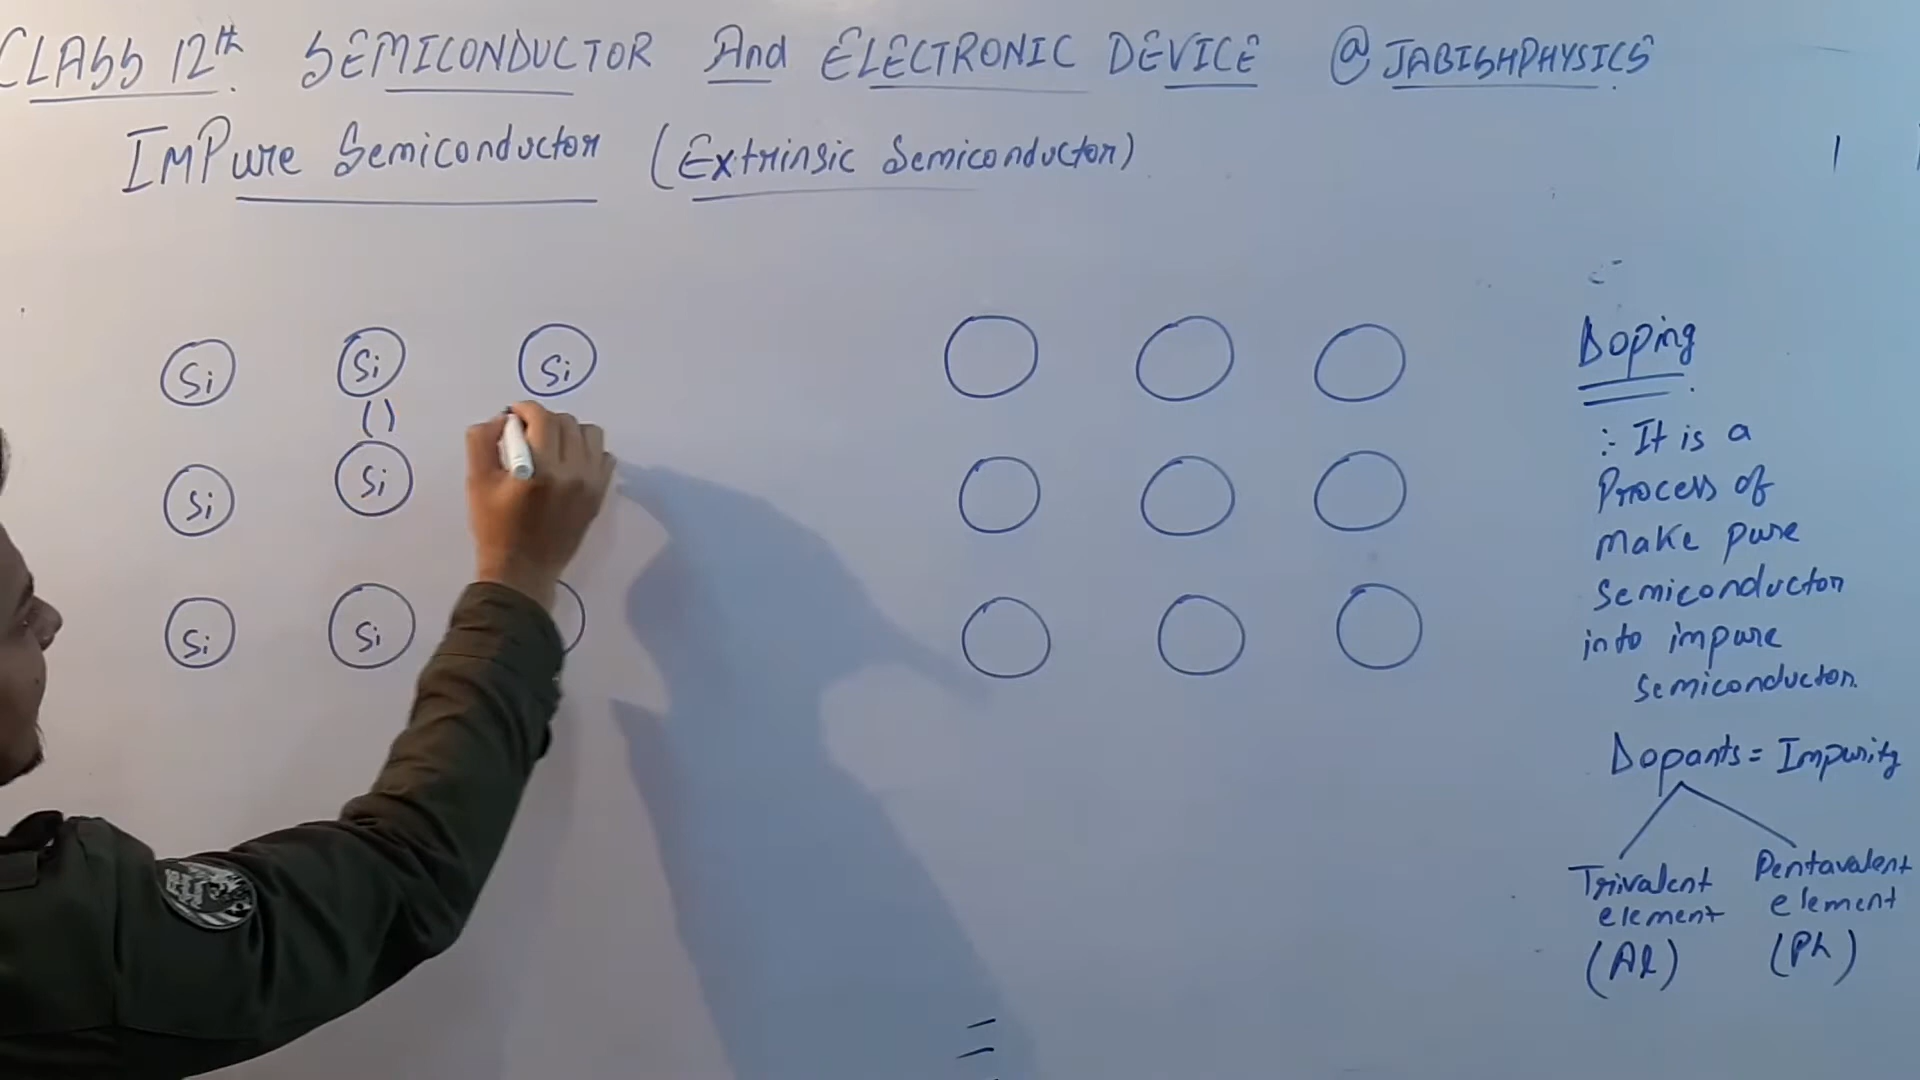 CLASS 12th SEMICONDUCTOR And ELECTRONIC DEVICE @JABISHPHYSICS
ImPure Semiconductor (Extrinsic Semiconductor)
Si Si Si
()
Si Si
Si Si
Doping
:- It is a
Process of
make pure
semiconductor
into impure
semiconductor.
Dopants = Impurity
Trivalent element (Al)
Pentavalent element (Ph)